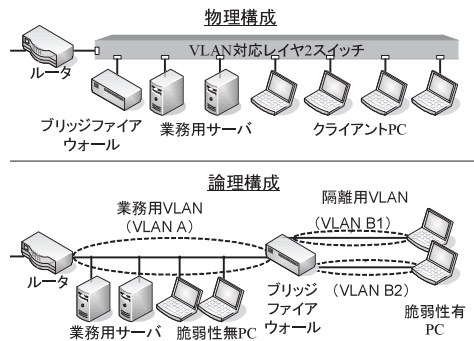 物理構成
VLAN対応レイヤ2スイッチ
ルータ
ブリッジファイア
ウォール
業務用サーバ
クライアントPC
論理構成
業務用VLAN
(VLAN A)
隔離用VLAN
(VLAN B1)
ルータ
ブリッジ
ファイア
ウォール
(VLAN B2)
業務用サーバ
脆弱性無PC
脆弱性有
PC